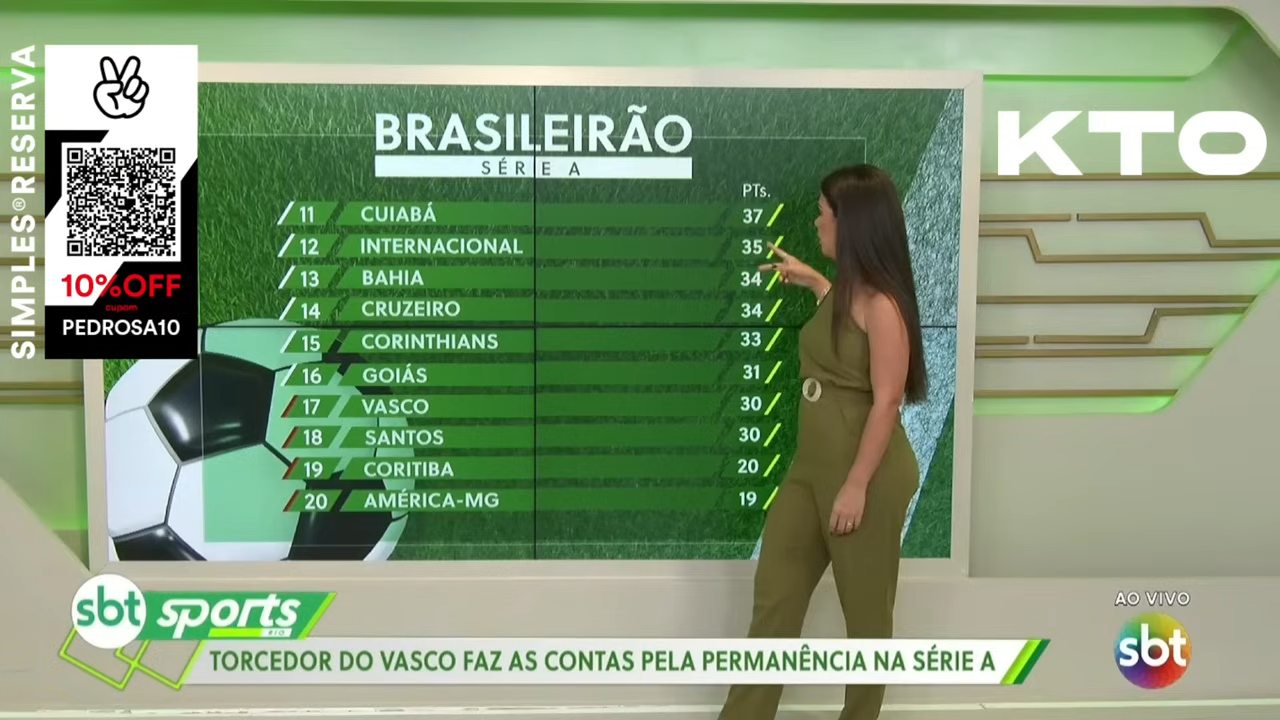 SIMPLES® RESERVA
10%OFF
cupom
PEDROSA10
KTO
BRASILEIRÃO
SÉRIE A
PTs.
11 CUIABÁ 37
12 INTERNACIONAL 35
13 BAHIA 34
14 CRUZEIRO 34
15 CORINTHIANS 33
16 GOIÁS 31
17 VASCO 30
18 SANTOS 30
19 CORITIBA 20
20 AMÉRICA-MG 19
sbt sports
RIO
TORCEDOR DO VASCO FAZ AS CONTAS PELA PERMANÊNCIA NA SÉRIE A
AO VIVO
sbt